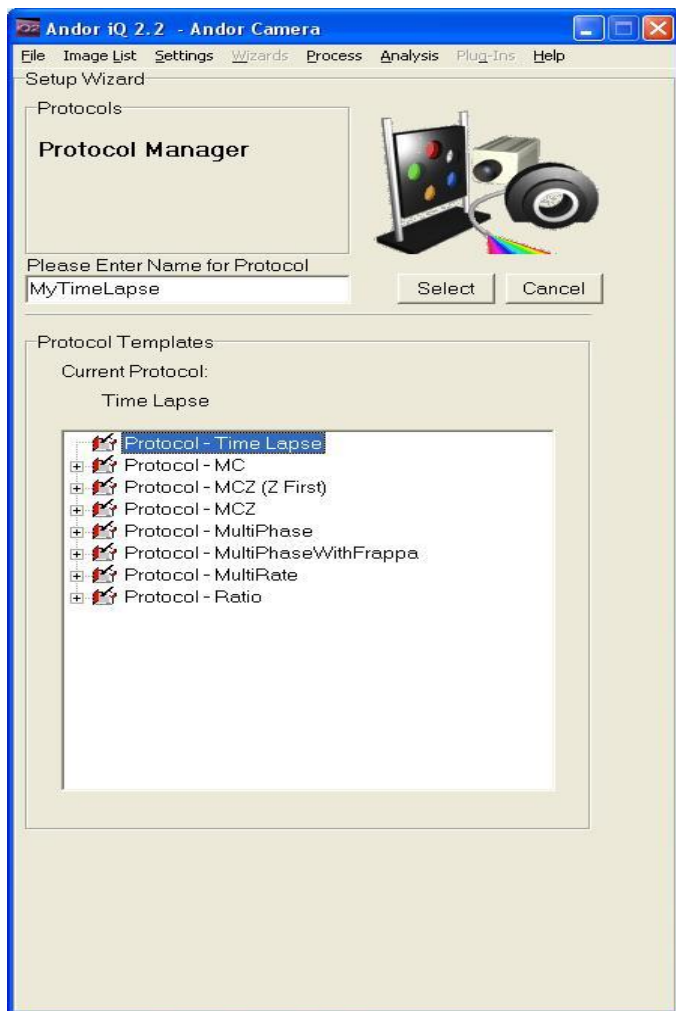 Andor iQ 2.2 - Andor Camera
File Image List Settings Wizards Process Analysis Plug-Ins Help
Setup Wizard
Protocols
Protocol Manager
Please Enter Name for Protocol
MyTimeLapse
Select Cancel
Protocol Templates
Current Protocol:
Time Lapse
Protocol - Time Lapse
Protocol - MC
Protocol - MCZ (Z First)
Protocol - MCZ
Protocol - MultiPhase
Protocol - MultiPhaseWithFrappa
Protocol - MultiRate
Protocol - Ratio